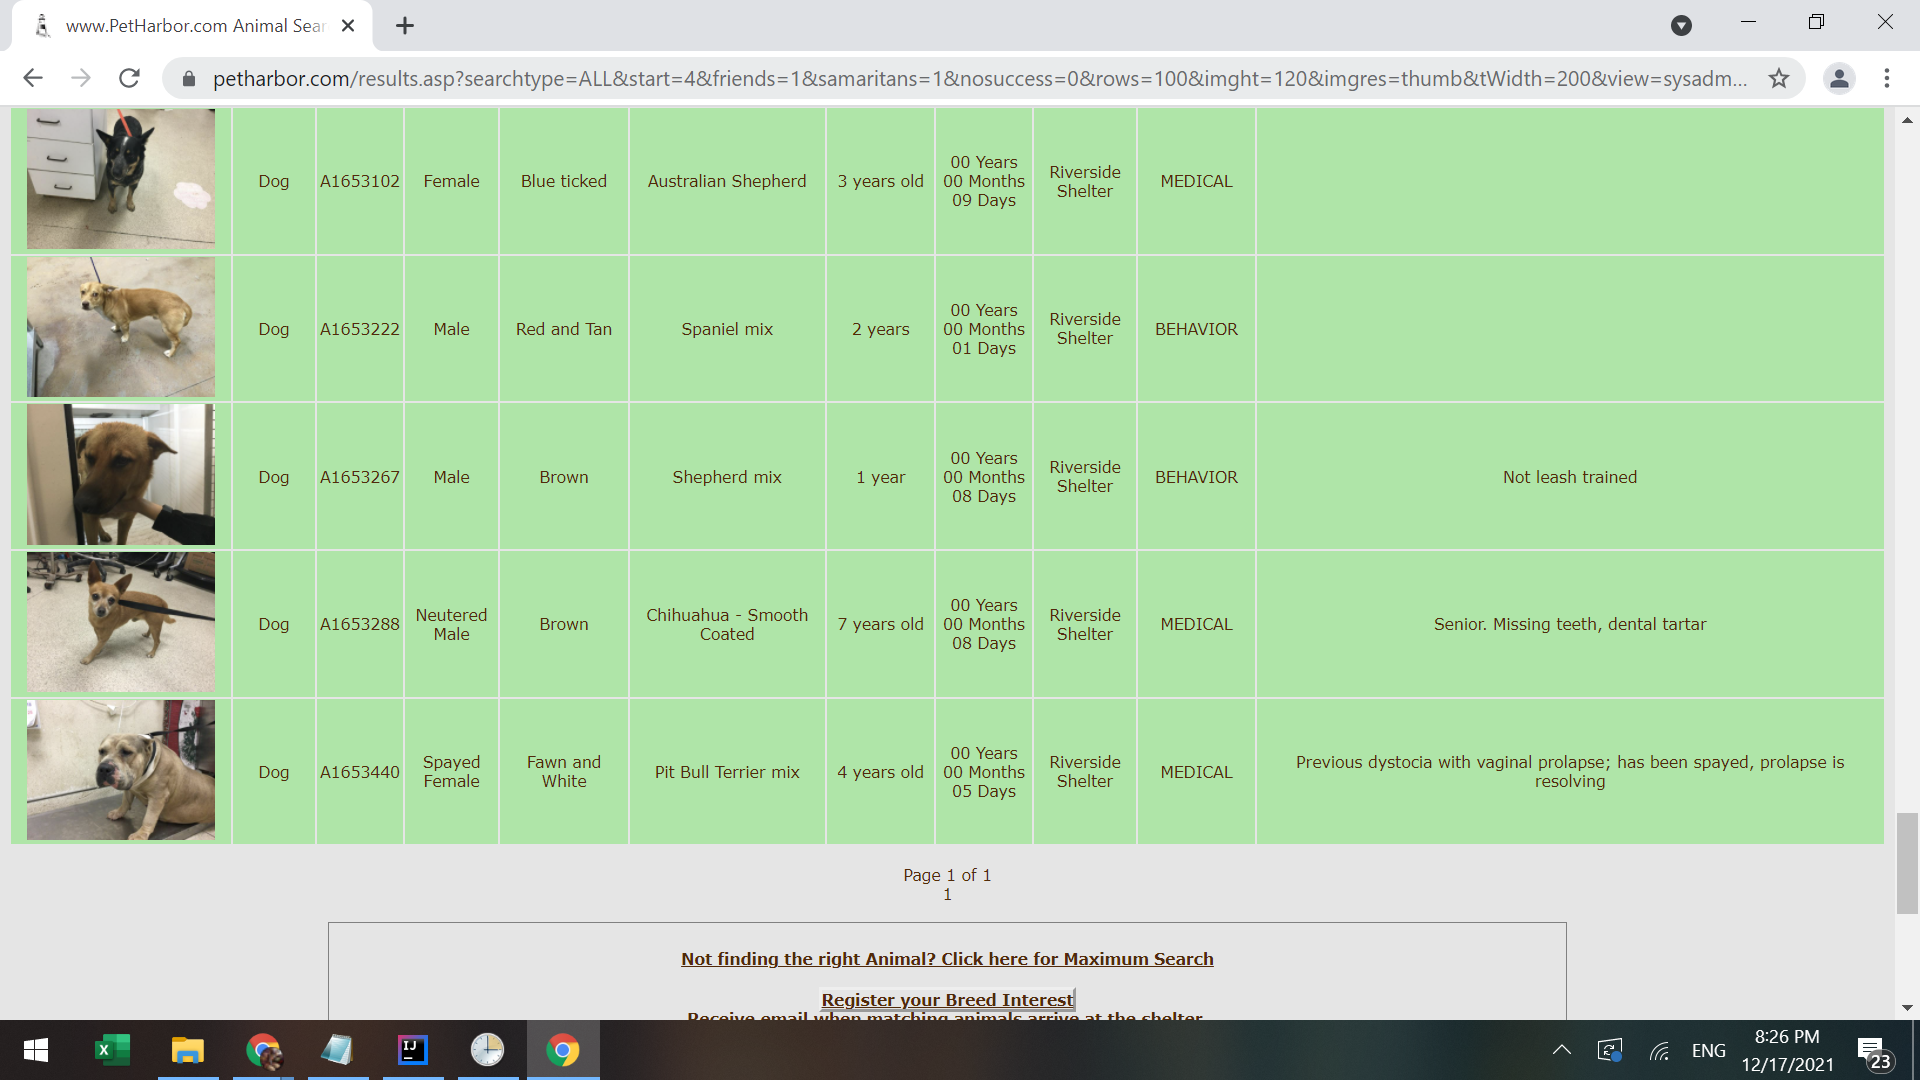 www.PetHarbor.com Animal Sear
petharbor.com/results.asp?searchtype=ALL&start=4&friends=1&samaritans=1&nosuccess=0&rows=100&imght=120&imgres=thumb&tWidth=200&view=sysadm...
Dog A1653102 Female Blue ticked Australian Shepherd 3 years old 00 Years 00 Months 09 Days Riverside Shelter MEDICAL
Dog A1653222 Male Red and Tan Spaniel mix 2 years 00 Years 00 Months 01 Days Riverside Shelter BEHAVIOR
Dog A1653267 Male Brown Shepherd mix 1 year 00 Years 00 Months 08 Days Riverside Shelter BEHAVIOR Not leash trained
Dog A1653288 Neutered Male Brown Chihuahua - Smooth Coated 7 years old 00 Years 00 Months 08 Days Riverside Shelter MEDICAL Senior. Missing teeth, dental tartar
Dog A1653440 Spayed Female Fawn and White Pit Bull Terrier mix 4 years old 00 Years 00 Months 05 Days Riverside Shelter MEDICAL Previous dystocia with vaginal prolapse; has been spayed, prolapse is resolving
Page 1 of 1
1
Not finding the right Animal? Click here for Maximum Search
Register your Breed Interest
Receive email when matching animals arrive at the shelter
X
IJ
ENG
8:26 PM
12/17/2021
23